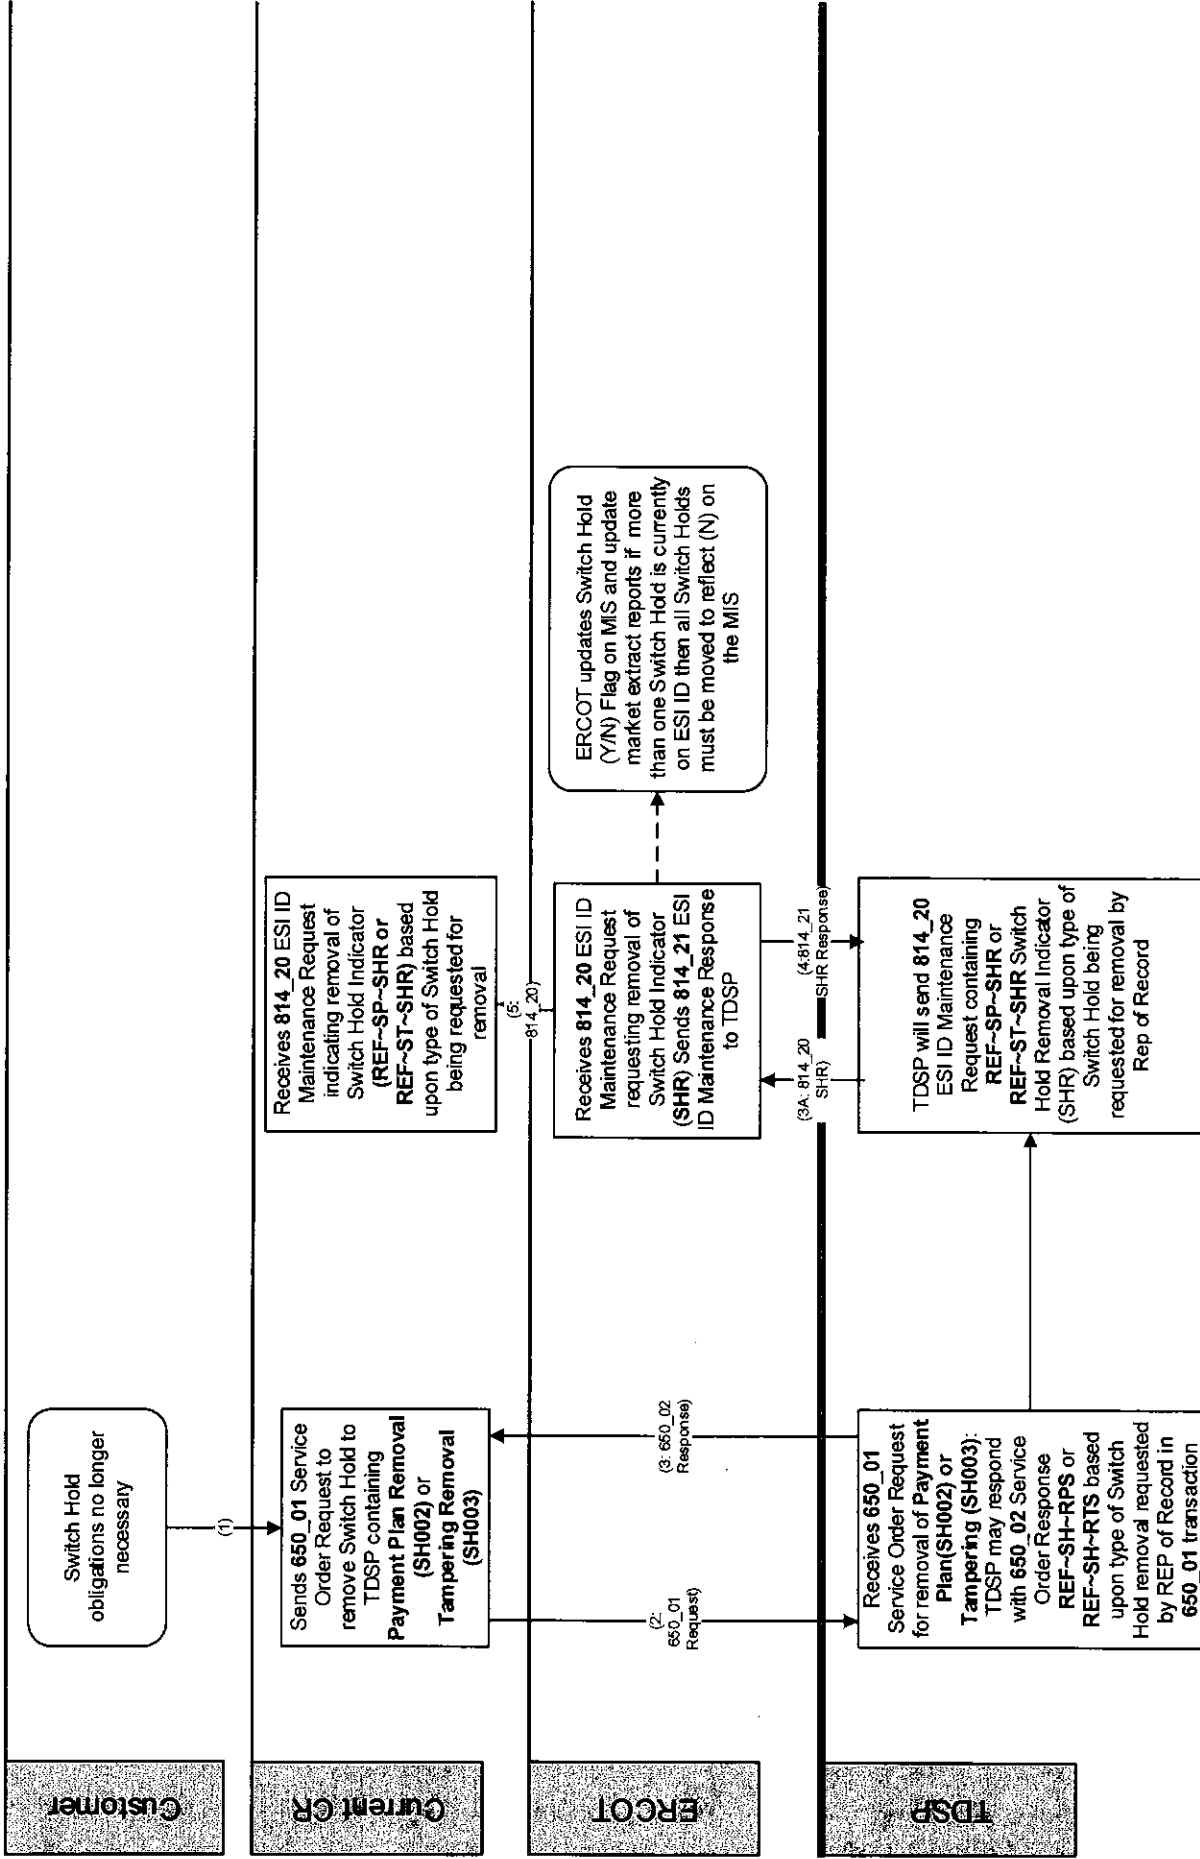 Customer
Switch Hold
obligations no longer
necessary
(1)
Current CR
Sends 650_01 Service
Order Request to
remove Switch Hold to
TDSP containing
Payment Plan Removal
(SH002) or
Tampering Removal
(SH003)
Receives 814_20 ESI ID
Maintenance Request
indicating removal of
Switch Hold Indicator
(REF~SP~SHR or
REF~ST~SHR) based
upon type of Switch Hold
being requested for
removal
(2:
650_01
Request)
(3: 650_02
Response)
(5:
814_20)
ERCOT
Receives 814_20 ESI ID
Maintenance Request
requesting removal of
Switch Hold Indicator
(SHR) Sends 814_21 ESI
ID Maintenance Response
to TDSP
ERCOT updates Switch Hold
(Y/N) Flag on MIS and update
market extract reports if more
than one Switch Hold is currently
on ESI ID then all Switch Holds
must be moved to reflect (N) on
the MIS
(3A: 814_20
SHR)
(4:814_21
SHR Response)
TDSP
Receives 650_01
Service Order Request
for removal of Payment
Plan(SH002) or
Tampering (SH003):
TDSP may respond
with 650_02 Service
Order Response
REF~SH~RPS or
REF~SH~RTS based
upon type of Switch
Hold removal requested
by REP of Record in
650_01 transaction
TDSP will send 814_20
ESI ID Maintenance
Request containing
REF~SP~SHR or
REF~ST~SHR Switch
Hold Removal Indicator
(SHR) based upon type of
Switch Hold being
requested for removal by
Rep of Record